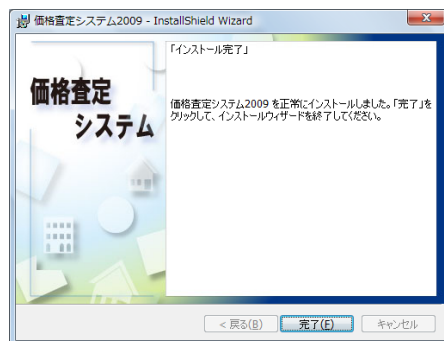 価格査定システム2009 - InstallShield Wizard
「インストール完了」
価格査定
システム
価格査定システム2009 を正常にインストールしました。「完了」を
クリックして、インストールウィザードを終了してください。
< 戻る(B)
完了(F)
キャンセル